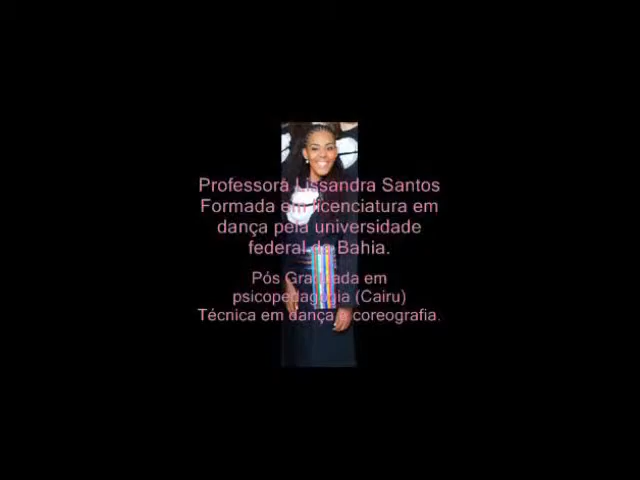 Professora Lissandra Santos
Formada em licenciatura em
dança pela universidade
federal da Bahia.
Pós Graduada em
psicopedagogia (Cairu)
Técnica em dança e coreografia.